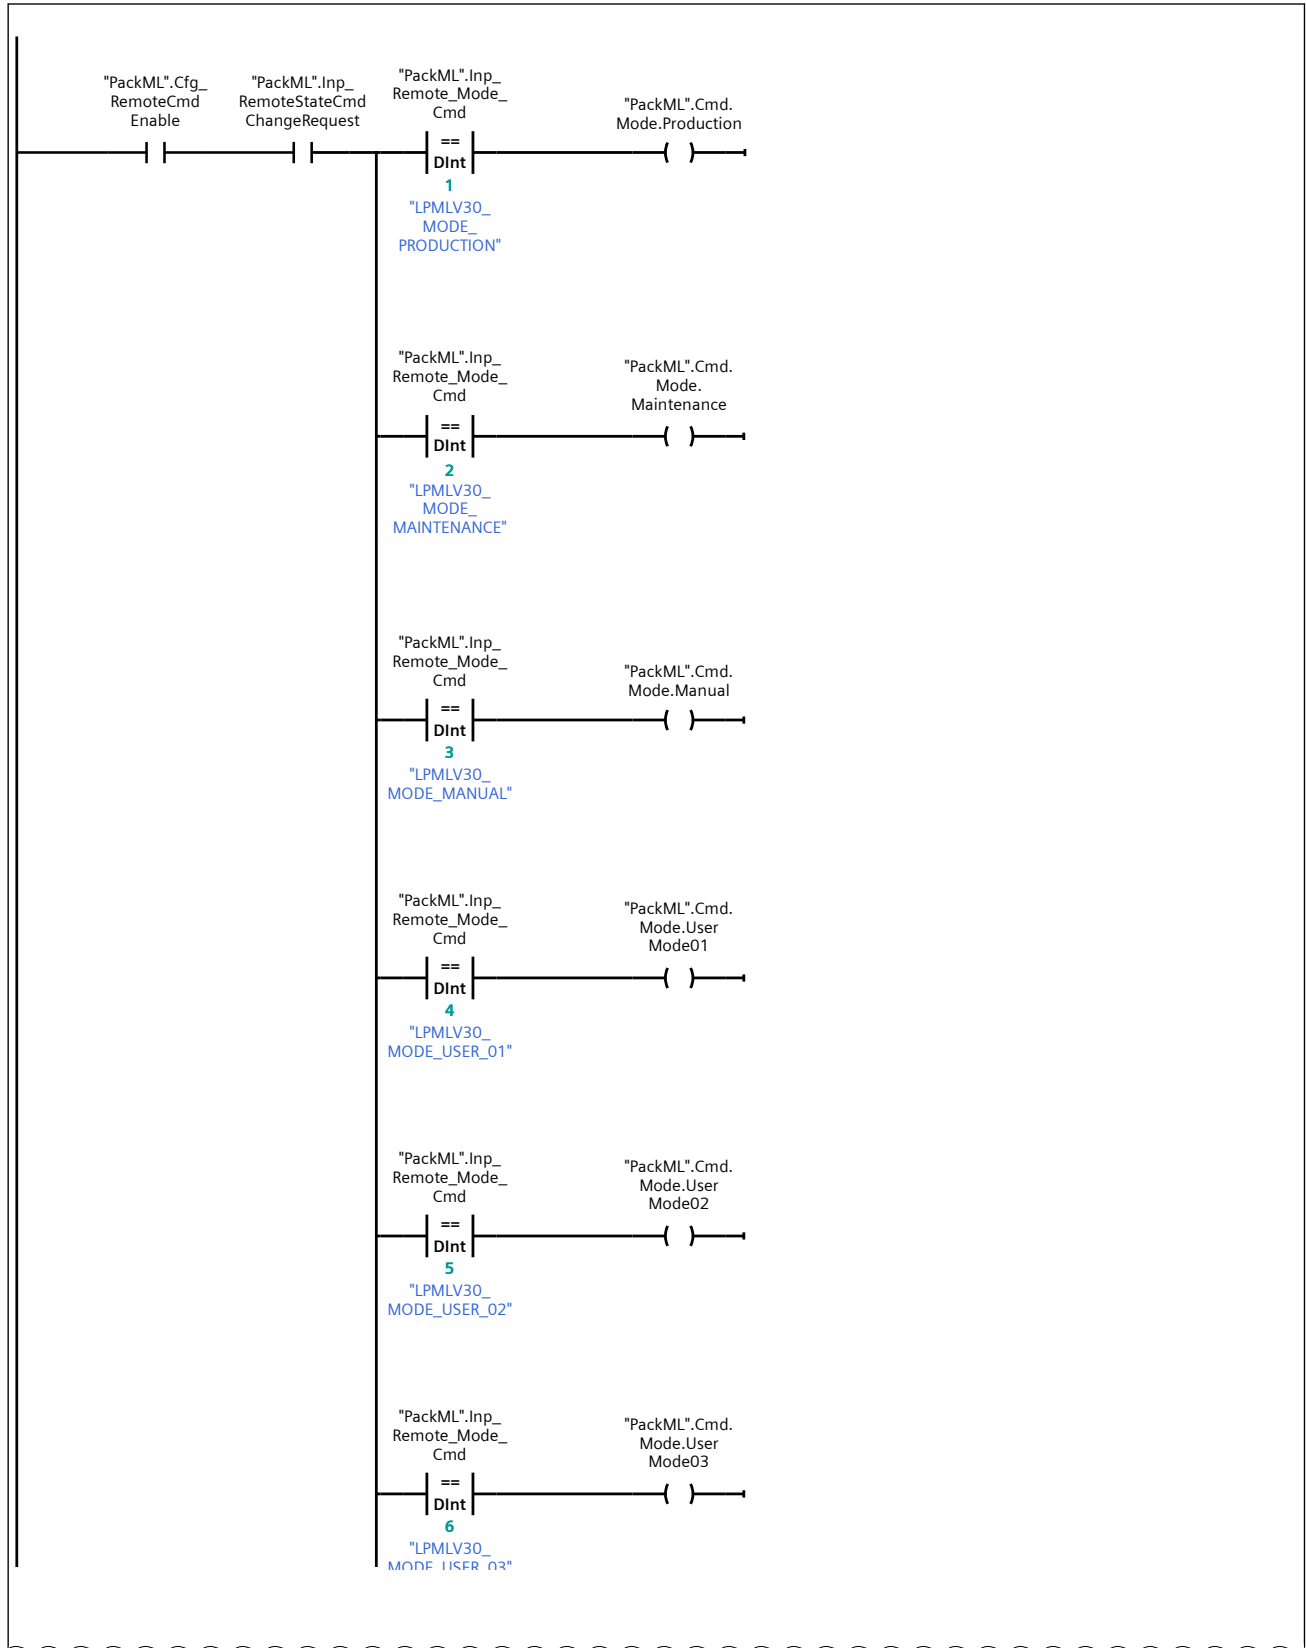 "PackML".Cfg_
RemoteCmd
Enable
"PackML".Inp_
RemoteStateCmd
ChangeRequest
"PackML".Inp_
Remote_Mode_
Cmd
==
DInt
1
"LPMLV30_
MODE_
PRODUCTION"
"PackML".Cmd.
Mode.Production
"PackML".Inp_
Remote_Mode_
Cmd
==
DInt
2
"LPMLV30_
MODE_
MAINTENANCE"
"PackML".Cmd.
Mode.
Maintenance
"PackML".Inp_
Remote_Mode_
Cmd
==
DInt
3
"LPMLV30_
MODE_MANUAL"
"PackML".Cmd.
Mode.Manual
"PackML".Inp_
Remote_Mode_
Cmd
==
DInt
4
"LPMLV30_
MODE_USER_01"
"PackML".Cmd.
Mode.User
Mode01
"PackML".Inp_
Remote_Mode_
Cmd
==
DInt
5
"LPMLV30_
MODE_USER_02"
"PackML".Cmd.
Mode.User
Mode02
"PackML".Inp_
Remote_Mode_
Cmd
==
DInt
6
"LPMLV30_
MODE_USER_03"
"PackML".Cmd.
Mode.User
Mode03